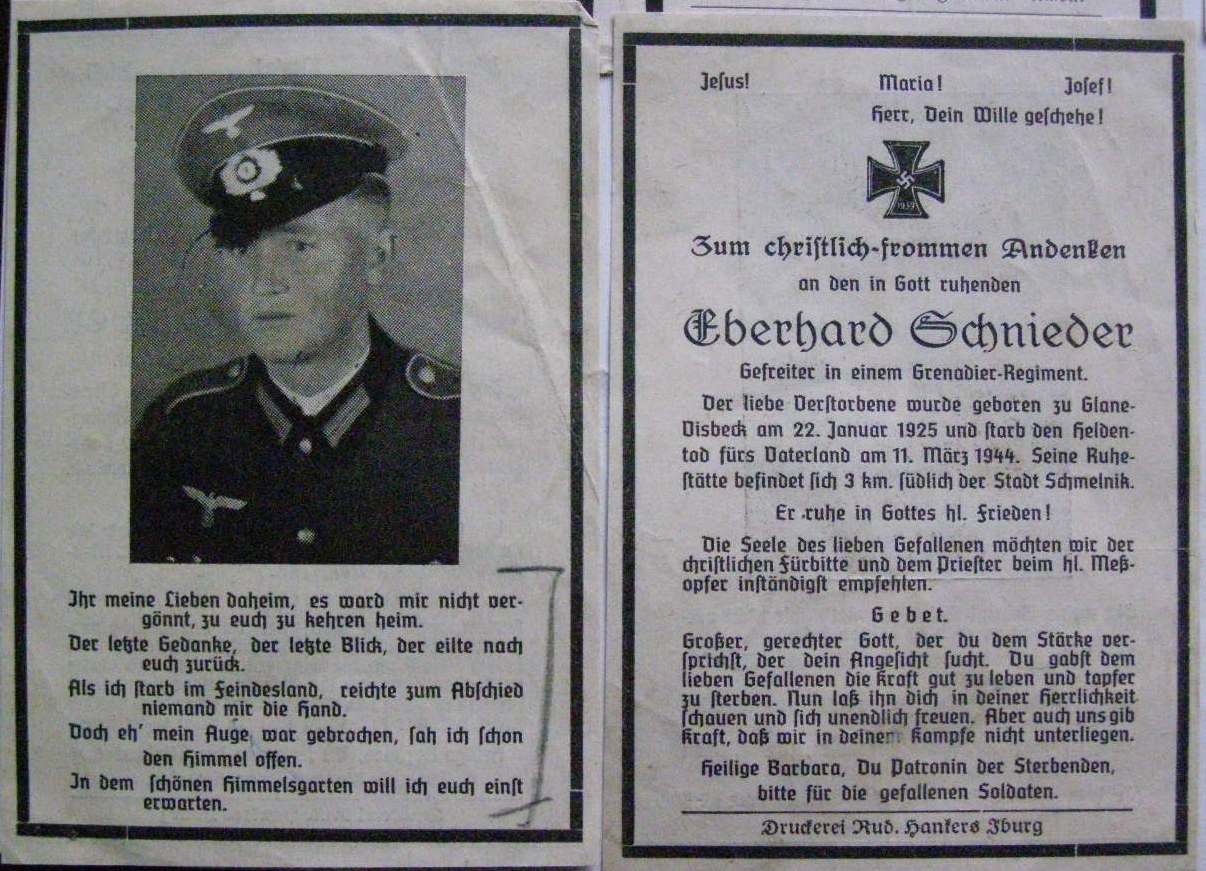 Ihr meine Lieben daheim, es ward mir nicht ver-
gönnt, zu euch zu kehren heim.
Der letzte Gedanke, der letzte Blick, der eilte nach
euch zurück.
Als ich starb im Feindesland, reichte zum Abschied
niemand mir die Hand.
Doch eh' mein Auge war gebrochen, sah ich schon
den Himmel offen.
In dem schönen Himmelsgarten will ich euch einst
erwarten.
Jesus! Maria! Josef!
Herr, Dein Wille geschehe!
1939
Zum christlich-frommen Andenken
an den in Gott ruhenden
Eberhard Schnieder
Gefreiter in einem Grenadier-Regiment.
Der liebe Verstorbene wurde geboren zu Glane-
Visbeck am 22. Januar 1925 und starb den Helden-
tod fürs Vaterland am 11. März 1944. Seine Ruhe-
stätte befindet sich 3 km. südlich der Stadt Schmelnik.
Er ruhe in Gottes hl. Frieden!
Die Seele des lieben Gefallenen möchten wir der
christlichen Fürbitte und dem Priester beim hl. Meß-
opfer inständigst empfehlen.
Gebet.
Großer, gerechter Gott, der du dem Stärke ver-
sprichst, der dein Angesicht sucht. Du gabst dem
lieben Gefallenen die Kraft gut zu leben und tapfer
zu sterben. Nun laß ihn dich in deiner Herrlichkeit
schauen und sich unendlich freuen. Aber auch uns gib
Kraft, daß wir in deinem Kampfe nicht unterliegen.
Heilige Barbara, Du Patronin der Sterbenden,
bitte für die gefallenen Soldaten.
Druckerei Rud. Hankers Iburg